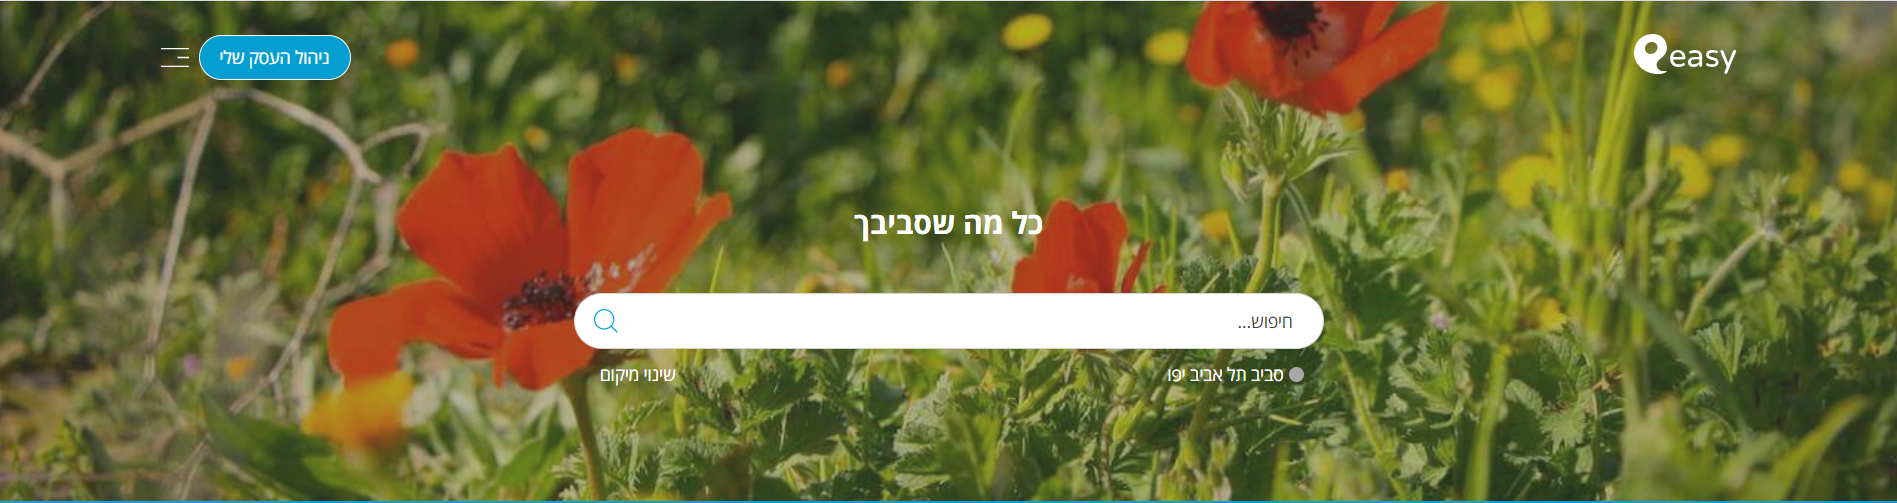 easy
ניהול העסק שלי
כל מה שסביבך
חיפוש...
סביב תל אביב יפו
שינוי מיקום